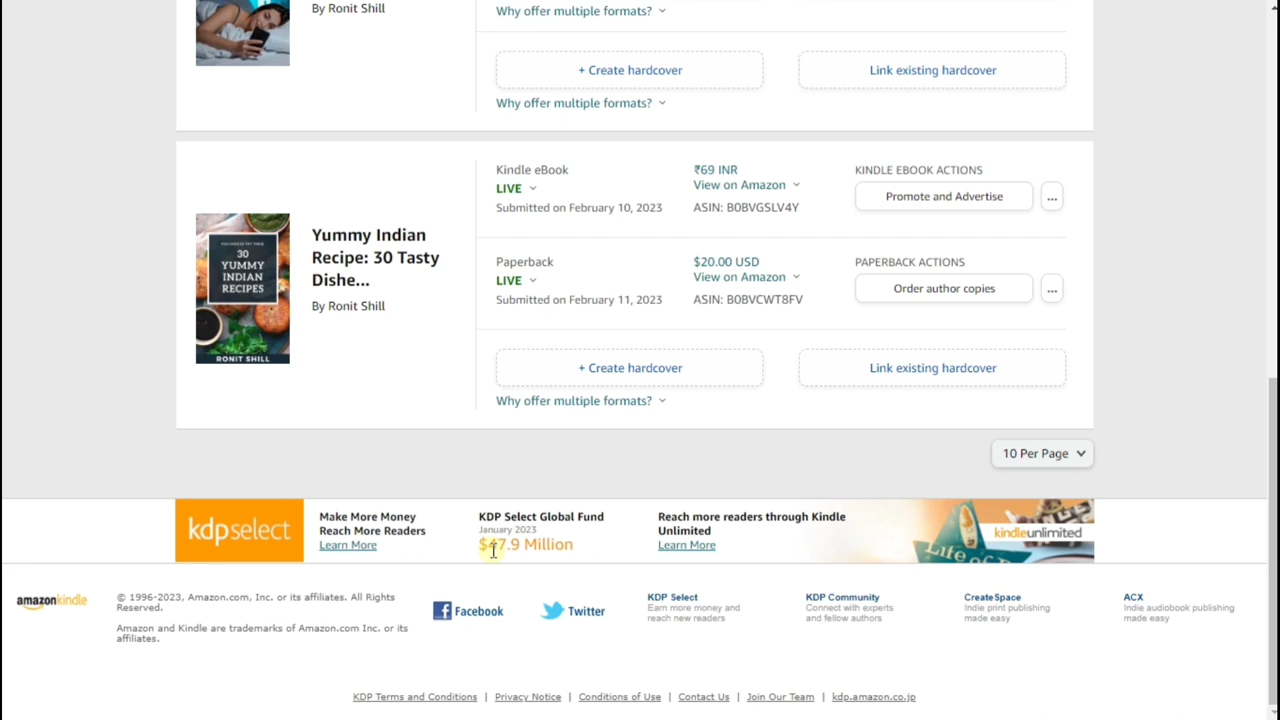 By Ronit Shill
Why offer multiple formats?
+ Create hardcover
Link existing hardcover
Why offer multiple formats?
YOU SHOULD TRY THESE
30
YUMMY
INDIAN
RECIPES
RONIT SHILL
Yummy Indian
Recipe: 30 Tasty
Dishe...
By Ronit Shill
Kindle eBook
LIVE
Submitted on February 10, 2023
₹69 INR
View on Amazon
ASIN: B0BVGSLV4Y
KINDLE EBOOK ACTIONS
Promote and Advertise
...
Paperback
LIVE
Submitted on February 11, 2023
$20.00 USD
View on Amazon
ASIN: B0BVCWT8FV
PAPERBACK ACTIONS
Order author copies
...
+ Create hardcover
Link existing hardcover
Why offer multiple formats?
10 Per Page
kdpselect
Make More Money
Reach More Readers
Learn More
KDP Select Global Fund
January 2023
$47.9 Million
Reach more readers through Kindle
Unlimited
Learn More
Life of
kindleunlimited
amazonkindle
© 1996-2023, Amazon.com, Inc. or its affiliates. All Rights
Reserved.
Amazon and Kindle are trademarks of Amazon.com Inc. or its
affiliates.
Facebook
Twitter
KDP Select
Earn more money and
reach new readers
KDP Community
Connect with experts
and fellow authors
CreateSpace
Indie print publishing
made easy
ACX
Indie audiobook publishing
made easy
KDP Terms and Conditions | Privacy Notice | Conditions of Use | Contact Us | Join Our Team | kdp.amazon.co.jp